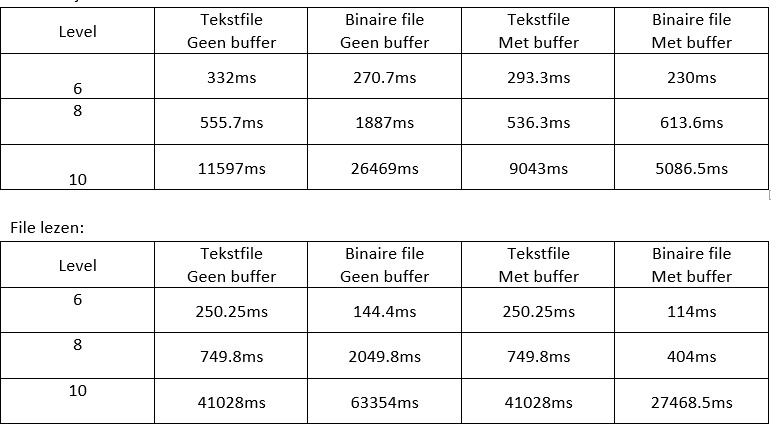 Level Tekstfile Geen buffer Binaire file Geen buffer Tekstfile Met buffer Binaire file Met buffer
6 332ms 270.7ms 293.3ms 230ms
8 555.7ms 1887ms 536.3ms 613.6ms
10 11597ms 26469ms 9043ms 5086.5ms
File lezen:
Level Tekstfile Geen buffer Binaire file Geen buffer Tekstfile Met buffer Binaire file Met buffer
6 250.25ms 144.4ms 250.25ms 114ms
8 749.8ms 2049.8ms 749.8ms 404ms
10 41028ms 63354ms 41028ms 27468.5ms